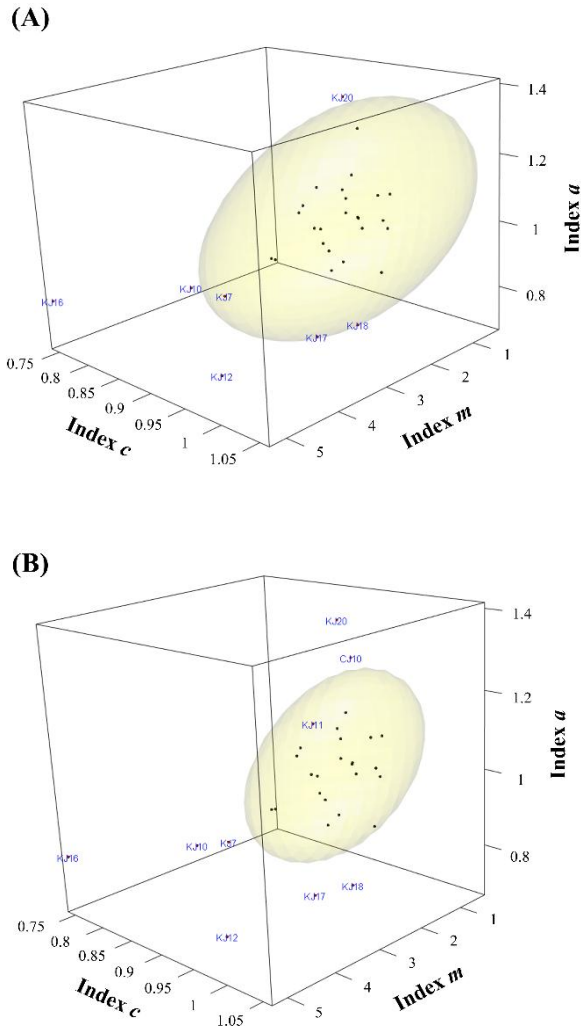 (A)
KJ20
1.4
1.2
1
0.8
Index a
KJ10
KJ7
KJ16
KJ18
KJ17
KJ12
0.75
0.8
0.85
0.9
0.95
1
1.05
Index c
1
2
3
4
5
Index m
(B)
KJ20
1.4
CJ10
1.2
KJ11
1
0.8
Index a
KJ10
KJ7
KJ16
KJ18
KJ17
KJ12
0.75
0.8
0.85
0.9
0.95
1
1.05
Index c
1
2
3
4
5
Index m